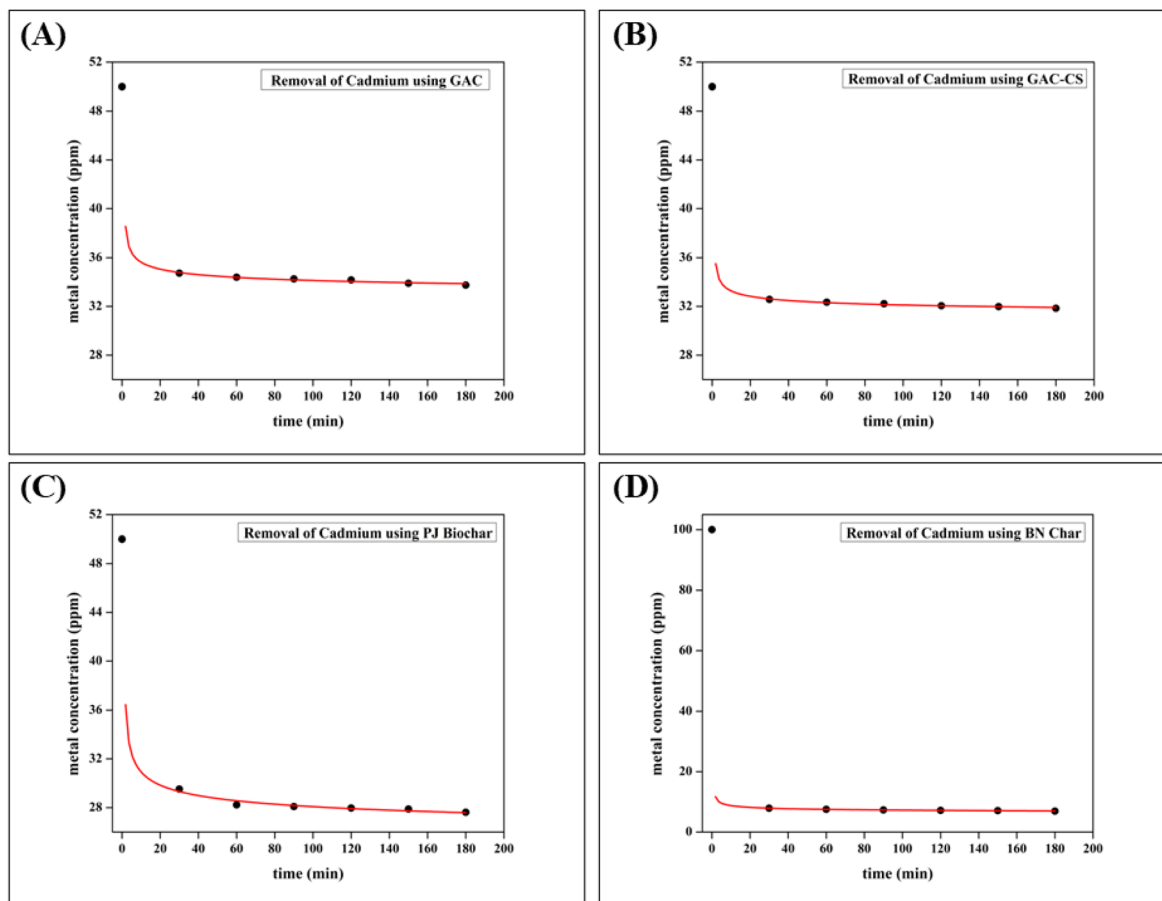 (A)
Removal of Cadmium using GAC
metal concentration (ppm)
52
48
44
40
36
32
28
0 20 40 60 80 100 120 140 160 180 200
time (min)
(B)
Removal of Cadmium using GAC-CS
metal concentration (ppm)
52
48
44
40
36
32
28
0 20 40 60 80 100 120 140 160 180 200
time (min)
(C)
Removal of Cadmium using PJ Biochar
metal concentration (ppm)
52
48
44
40
36
32
28
0 20 40 60 80 100 120 140 160 180 200
time (min)
(D)
Removal of Cadmium using BN Char
metal concentration (ppm)
100
80
60
40
20
0
0 20 40 60 80 100 120 140 160 180 200
time (min)